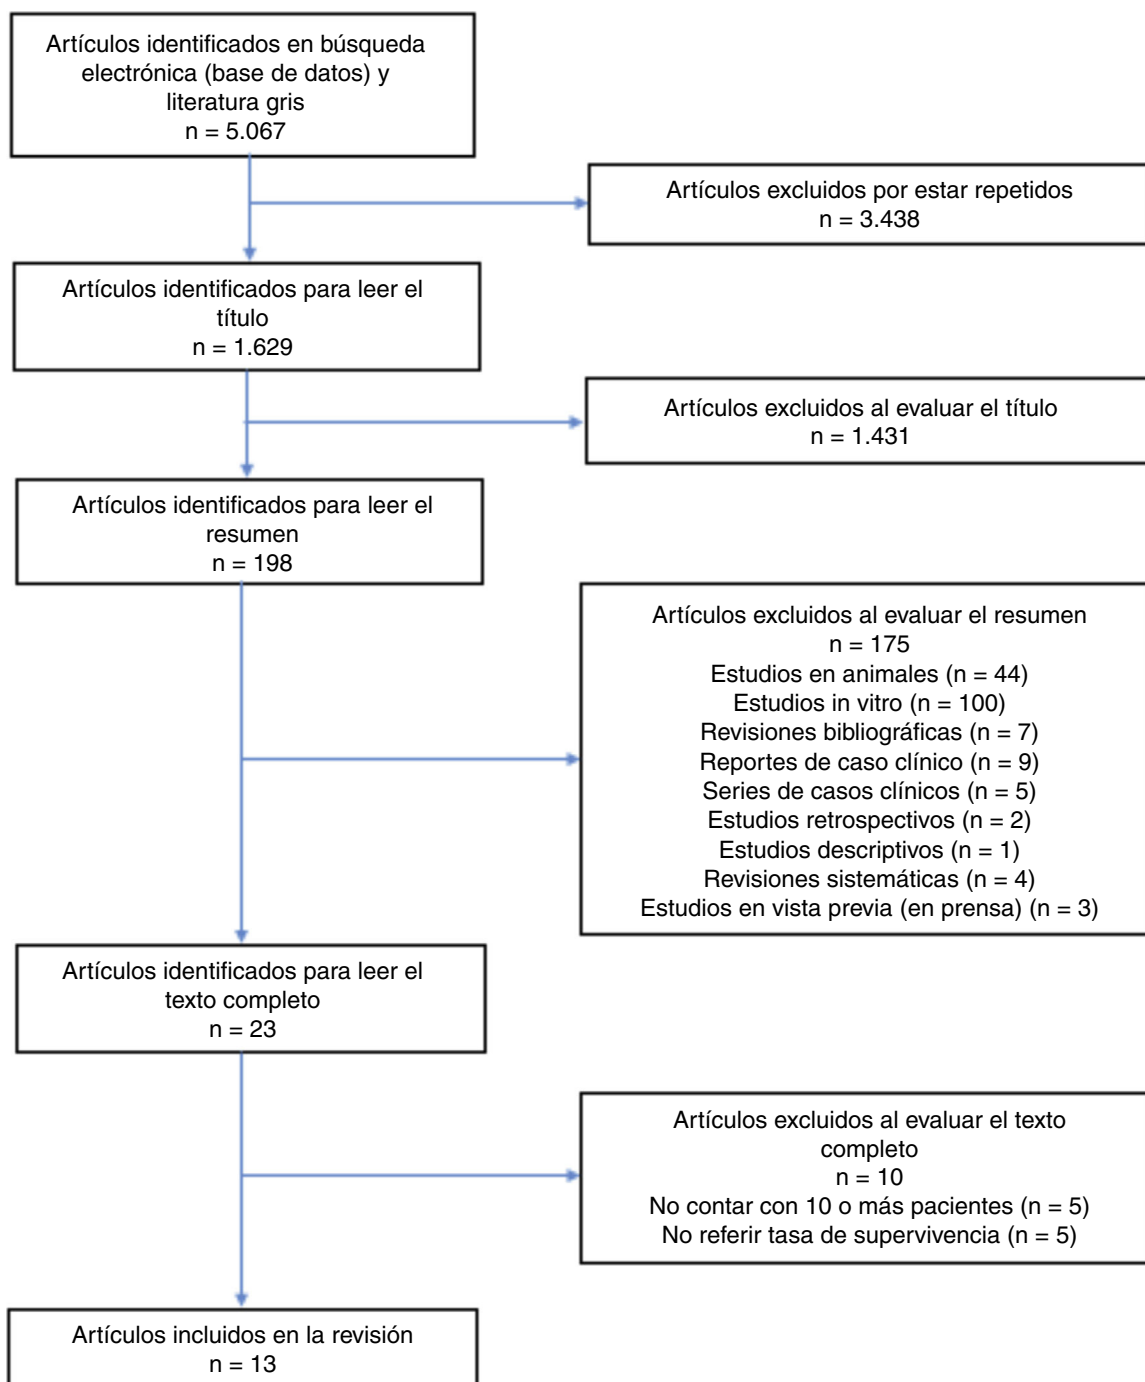 Artículos identificados en búsqueda
electrónica (base de datos) y
literatura gris
n = 5.067
Artículos excluidos por estar repetidos
n = 3.438
Artículos identificados para leer el
título
n = 1.629
Artículos excluidos al evaluar el título
n = 1.431
Artículos identificados para leer el
resumen
n = 198
Artículos excluidos al evaluar el resumen
n = 175
Estudios en animales (n = 44)
Estudios in vitro (n = 100)
Revisiones bibliográficas (n = 7)
Reportes de caso clínico (n = 9)
Series de casos clínicos (n = 5)
Estudios retrospectivos (n = 2)
Estudios descriptivos (n = 1)
Revisiones sistemáticas (n = 4)
Estudios en vista previa (en prensa) (n = 3)
Artículos identificados para leer el
texto completo
n = 23
Artículos excluidos al evaluar el texto
completo
n = 10
No contar con 10 o más pacientes (n = 5)
No referir tasa de supervivencia (n = 5)
Artículos incluidos en la revisión
n = 13